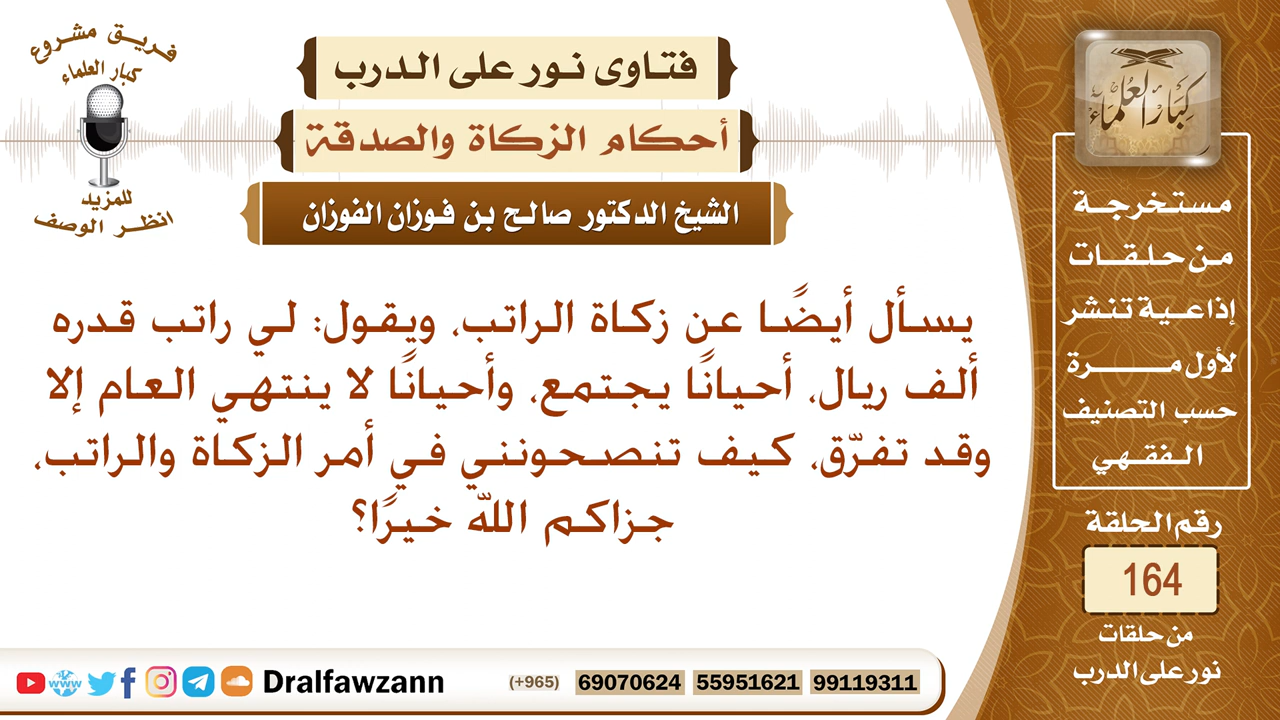 فريق مشروع
كبار العلماء
للمزيد
انظر الوصف
فتاوى نور على الدرب
أحكام الزكاة والصدقة
الشيخ الدكتور صالح بن فوزان الفوزان
يسأل أيضًا عن زكاة الراتب، ويقول: لي راتب قدره
ألف ريال، أحيانًا يجتمع، وأحيانًا لا ينتهي العام إلا
وقد تفرّق، كيف تنصحونني في أمر الزكاة والراتب،
جزاكم الله خيرًا؟
كبار العلماء
مستخرجة
من حلقات
إذاعية تنشر
لأول مرة
حسب التصنيف
الفقهي
رقم الحلقة
164
من حلقات
نور على الدرب
www Dralfawzann (+965) 69070624 55951621 99119311